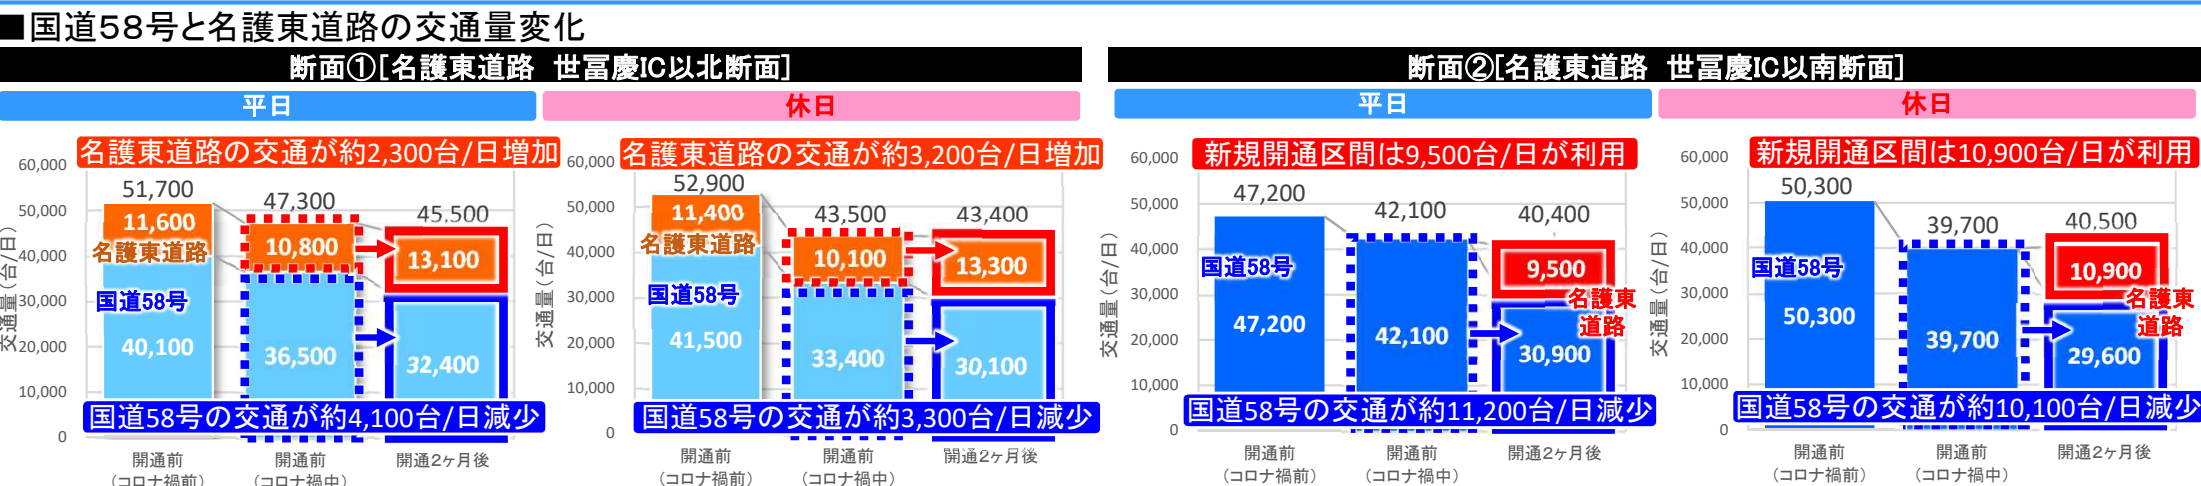 ■国道58号と名護東道路の交通量変化
断面①[名護東道路 世冨慶IC以北断面]
平日
名護東道路の交通が約2,300台/日増加
交通量(台/日)
60,000
50,000
40,000
30,000
20,000
10,000
0
51,700
11,600
名護東道路
国道58号
40,100
47,300
10,800
36,500
45,500
13,100
32,400
国道58号の交通が約4,100台/日減少
開通前
(コロナ禍前)
開通前
(コロナ禍中)
開通2ヶ月後
休日
名護東道路の交通が約3,200台/日増加
交通量(台/日)
60,000
50,000
40,000
30,000
20,000
10,000
0
52,900
11,400
名護東道路
国道58号
41,500
43,500
10,100
33,400
43,400
13,300
30,100
国道58号の交通が約3,300台/日減少
開通前
(コロナ禍前)
開通前
(コロナ禍中)
開通2ヶ月後
断面②[名護東道路 世冨慶IC以南断面]
平日
新規開通区間は9,500台/日が利用
交通量(台/日)
60,000
50,000
40,000
30,000
20,000
10,000
0
47,200
国道58号
47,200
42,100
42,100
40,400
9,500
名護東
道路
30,900
国道58号の交通が約11,200台/日減少
開通前
(コロナ禍前)
開通前
(コロナ禍中)
開通2ヶ月後
休日
新規開通区間は10,900台/日が利用
交通量(台/日)
60,000
50,000
40,000
30,000
20,000
10,000
0
50,300
国道58号
50,300
39,700
39,700
40,500
10,900
名護東
道路
29,600
国道58号の交通が約10,100台/日減少
開通前
(コロナ禍前)
開通前
(コロナ禍中)
開通2ヶ月後